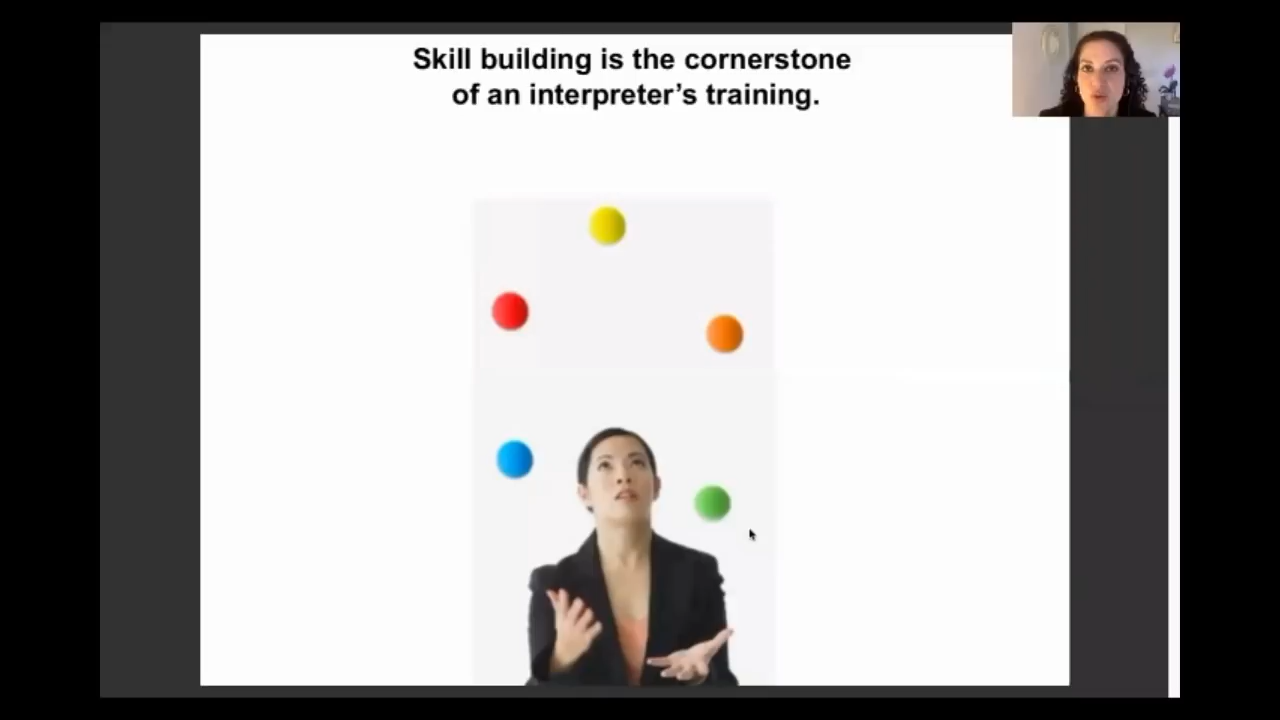 Skill building is the cornerstone
of an interpreter’s training.